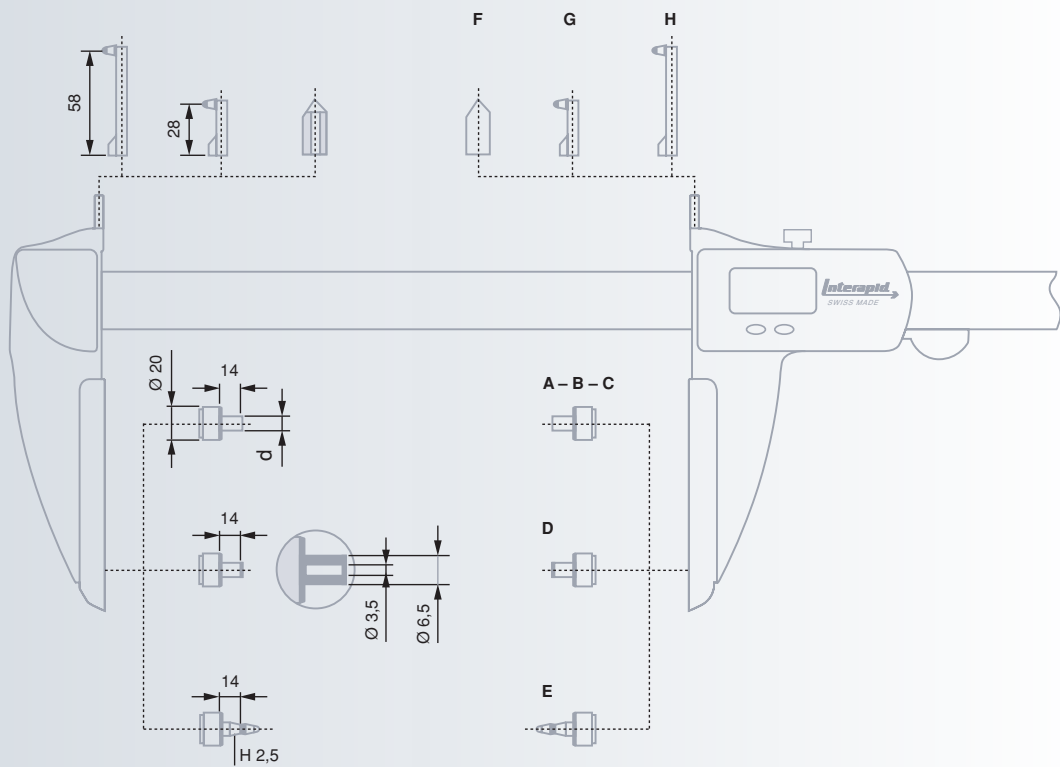 F G H
58
28
Interapid
SWISS MADE
Ø 20
14
d
A – B – C
14
D
Ø 3,5
Ø 6,5
14
E
H 2,5